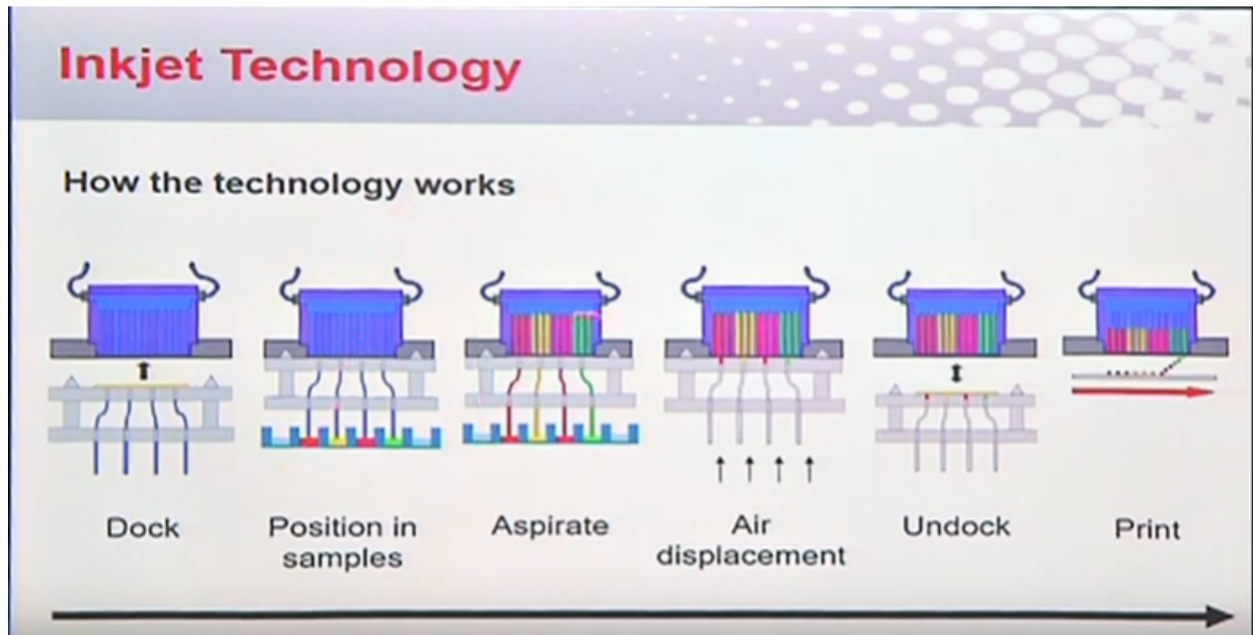 Inkjet Technology
How the technology works
Dock
Position in
samples
Aspirate
Air
displacement
Undock
Print